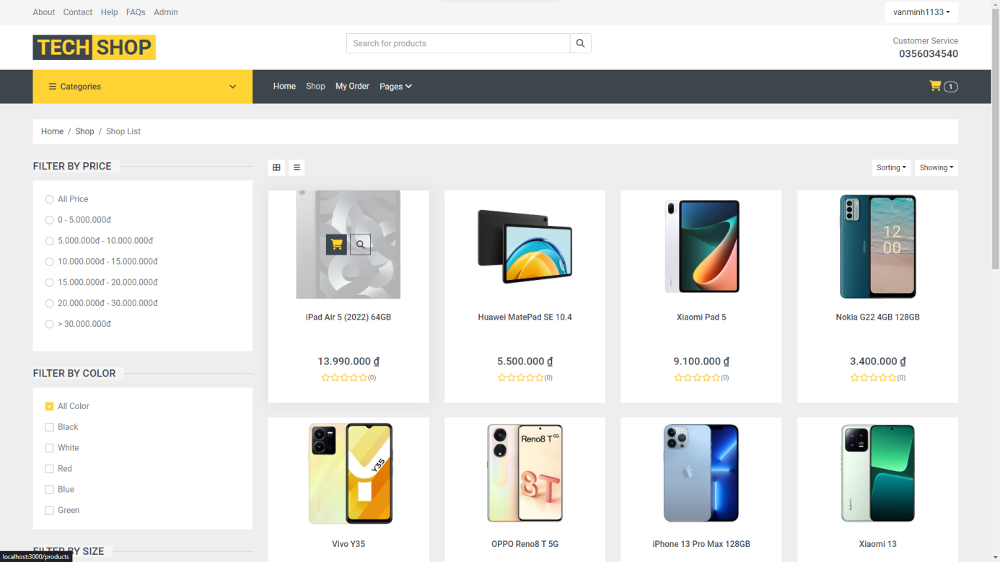 About Contact Help FAQs Admin vanminh1133
TECH SHOP
Search for products
Customer Service
0356034540
Categories
Home Shop My Order Pages
1
Home / Shop / Shop List
FILTER BY PRICE
All Price
0 - 5.000.000đ
5.000.000đ - 10.000.000đ
10.000.000đ - 15.000.000đ
15.000.000đ - 20.000.000đ
20.000.000đ - 30.000.000đ
> 30.000.000đ
FILTER BY COLOR
All Color
Black
White
Red
Blue
Green
FILTER BY SIZE
Sorting Showing
iPad Air 5 (2022) 64GB
13.990.000 ₫
(0)
Huawei MatePad SE 10.4
5.500.000 ₫
(0)
Xiaomi Pad 5
9.100.000 ₫
(0)
12
00
NOKIA
Nokia G22 4GB 128GB
3.400.000 ₫
(0)
Y35
Vivo Y35
Reno8 T 5G
8T
OPPO Reno8 T 5G
iPhone 13 Pro Max 128GB
Xiaomi 13
localhost:3000/products